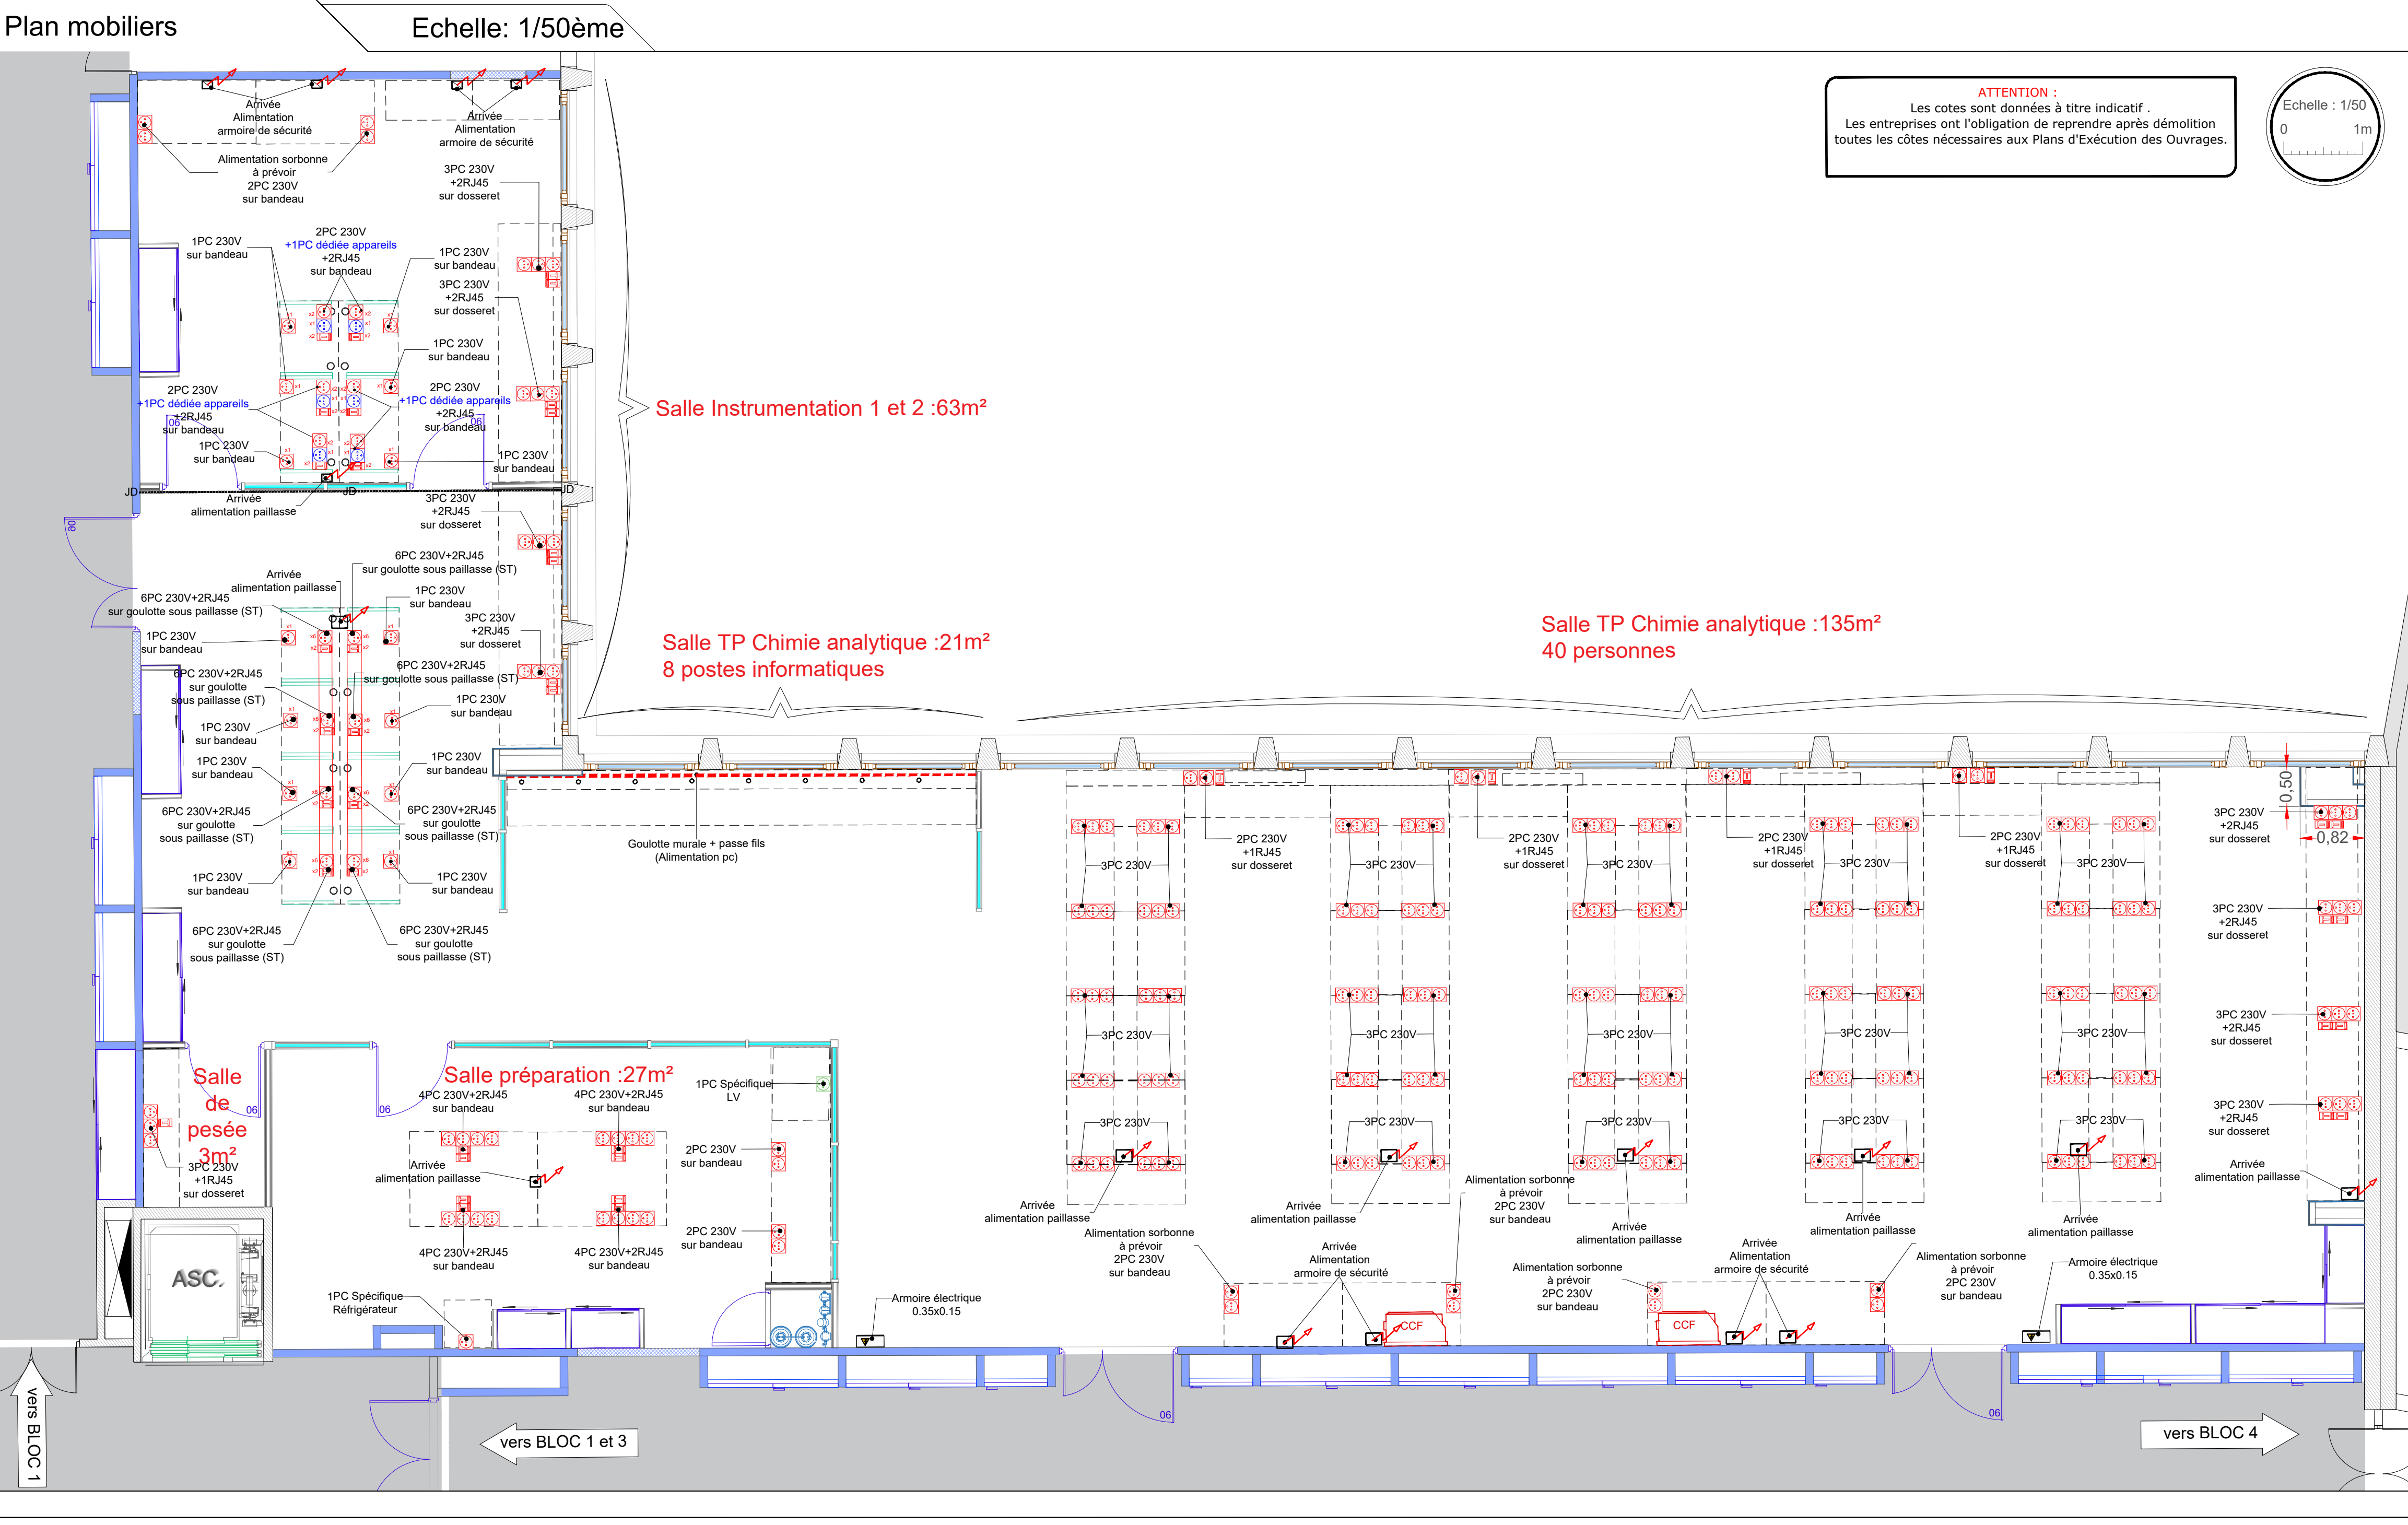 Plan mobiliers
Echelle: 1/50ème
ATTENTION :
Les cotes sont données à titre indicatif .
Les entreprises ont l'obligation de reprendre après démolition
toutes les côtes nécessaires aux Plans d'Exécution des Ouvrages.
Echelle : 1/50
0 1m
Arrivée
Alimentation
armoire de sécurité
Arrivée
Alimentation
armoire de sécurité
Alimentation sorbonne
à prévoir
2PC 230V
sur bandeau
3PC 230V
+2RJ45
sur dosseret
1PC 230V
sur bandeau
2PC 230V
+1PC dédiée appareils
+2RJ45
sur bandeau
1PC 230V
sur bandeau
3PC 230V
+2RJ45
sur dosseret
1PC 230V
sur bandeau
2PC 230V
+1PC dédiée appareils
+2RJ45
sur bandeau
2PC 230V
+1PC dédiée appareils
+2RJ45
sur bandeau
90
90
1PC 230V
sur bandeau
1PC 230V
sur bandeau
Salle Instrumentation 1 et 2 :63m²
JD
JD
JD
Arrivée
alimentation paillasse
3PC 230V
+2RJ45
sur dosseret
90
6PC 230V+2RJ45
sur goulotte sous paillasse (ST)
Arrivée
alimentation paillasse
6PC 230V+2RJ45
sur goulotte sous paillasse (ST)
1PC 230V
sur bandeau
3PC 230V
+2RJ45
sur dosseret
1PC 230V
sur bandeau
6PC 230V+2RJ45
sur goulotte sous paillasse (ST)
6PC 230V+2RJ45
sur goulotte
sous paillasse (ST)
1PC 230V
sur bandeau
1PC 230V
sur bandeau
1PC 230V
sur bandeau
1PC 230V
sur bandeau
6PC 230V+2RJ45
sur goulotte
sous paillasse (ST)
6PC 230V+2RJ45
sur goulotte
sous paillasse (ST)
1PC 230V
sur bandeau
1PC 230V
sur bandeau
6PC 230V+2RJ45
sur goulotte
sous paillasse (ST)
6PC 230V+2RJ45
sur goulotte
sous paillasse (ST)
Salle TP Chimie analytique :21m²
8 postes informatiques
Salle TP Chimie analytique :135m²
40 personnes
Goulotte murale + passe fils
(Alimentation pc)
2PC 230V
+1RJ45
sur dosseret
2PC 230V
+1RJ45
sur dosseret
2PC 230V
+1RJ45
sur dosseret
2PC 230V
+1RJ45
sur dosseret
0,50
0,82
3PC 230V
+2RJ45
sur dosseret
3PC 230V
3PC 230V
3PC 230V
3PC 230V
3PC 230V
3PC 230V
+2RJ45
sur dosseret
3PC 230V
3PC 230V
3PC 230V
3PC 230V
3PC 230V
3PC 230V
+2RJ45
sur dosseret
3PC 230V
3PC 230V
3PC 230V
3PC 230V
3PC 230V
3PC 230V
+2RJ45
sur dosseret
Arrivée
alimentation paillasse
Arrivée
alimentation paillasse
Arrivée
alimentation paillasse
Arrivée
alimentation paillasse
Arrivée
alimentation paillasse
Arrivée
alimentation paillasse
Salle
de
pesée
3m²
90
90
3PC 230V
+1RJ45
sur dosseret
Salle préparation :27m²
4PC 230V+2RJ45
sur bandeau
4PC 230V+2RJ45
sur bandeau
1PC Spécifique
LV
2PC 230V
sur bandeau
Arrivée
alimentation paillasse
2PC 230V
sur bandeau
4PC 230V+2RJ45
sur bandeau
4PC 230V+2RJ45
sur bandeau
1PC Spécifique
Réfrigérateur
ASC.
Armoire électrique
0.35x0.15
Alimentation sorbonne
à prévoir
2PC 230V
sur bandeau
Arrivée
Alimentation
armoire de sécurité
Alimentation sorbonne
à prévoir
2PC 230V
sur bandeau
Alimentation sorbonne
à prévoir
2PC 230V
sur bandeau
Arrivée
Alimentation
armoire de sécurité
Alimentation sorbonne
à prévoir
2PC 230V
sur bandeau
Armoire électrique
0.35x0.15
CCF
CCF
90
90
vers BLOC 1
vers BLOC 1 et 3
vers BLOC 4